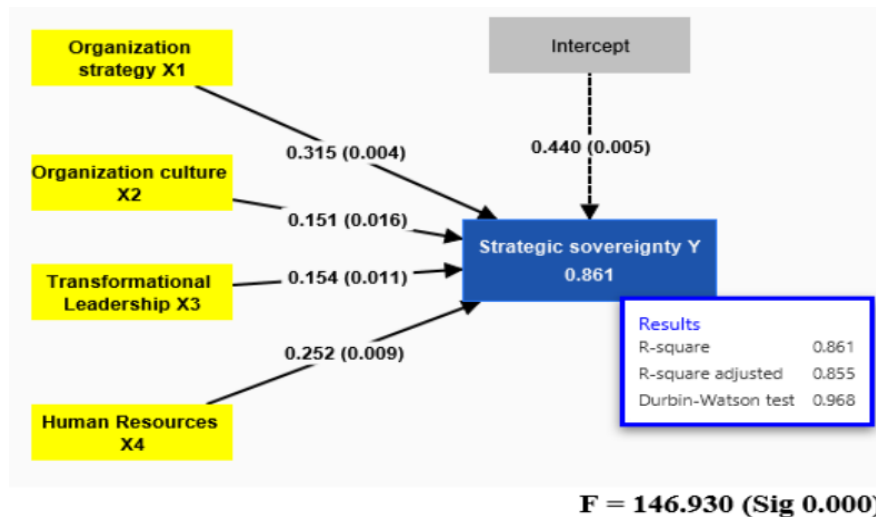 Organization
strategy X1
Intercept
0.315 (0.004)
0.440 (0.005)
Organization culture
X2
0.151 (0.016)
Strategic sovereignty Y
0.861
Transformational
Leadership X3
0.154 (0.011)
0.252 (0.009)
Human Resources
X4
Results
R-square 0.861
R-square adjusted 0.855
Durbin-Watson test 0.968
F = 146.930 (Sig 0.000)